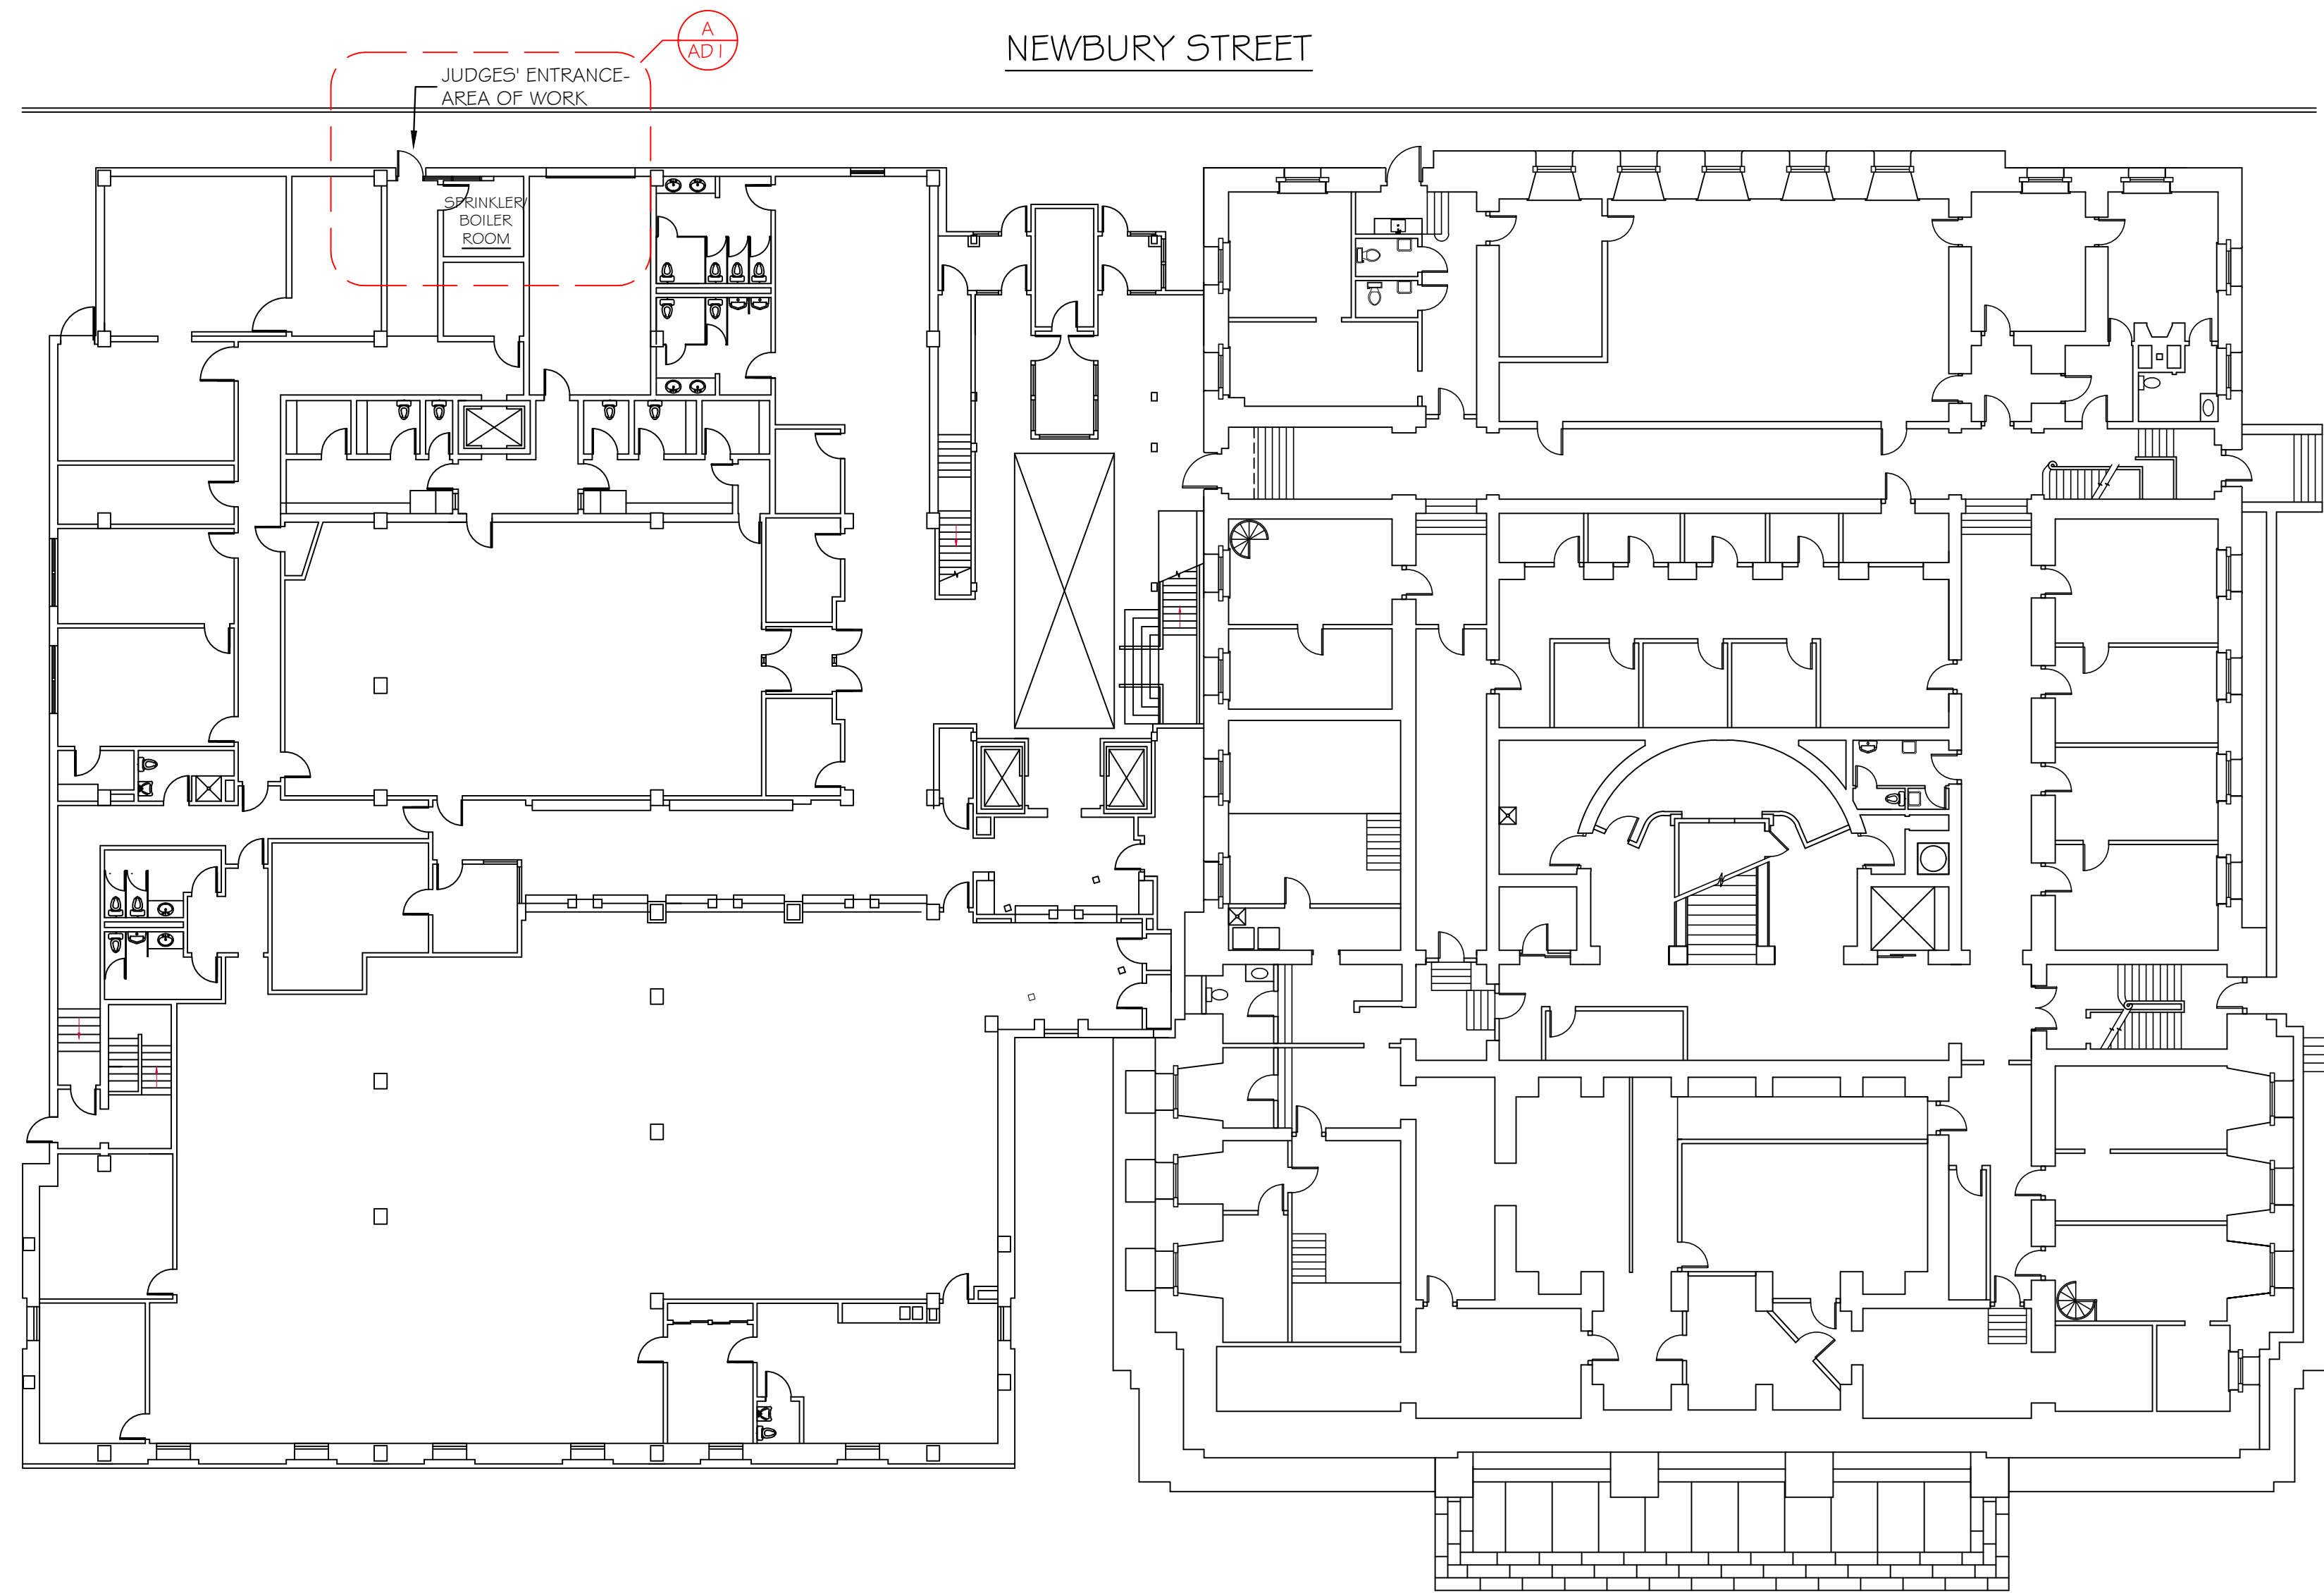 NEWBURY STREET
A
AD1
JUDGES' ENTRANCE-
AREA OF WORK
SPRINKLER/
BOILER
ROOM